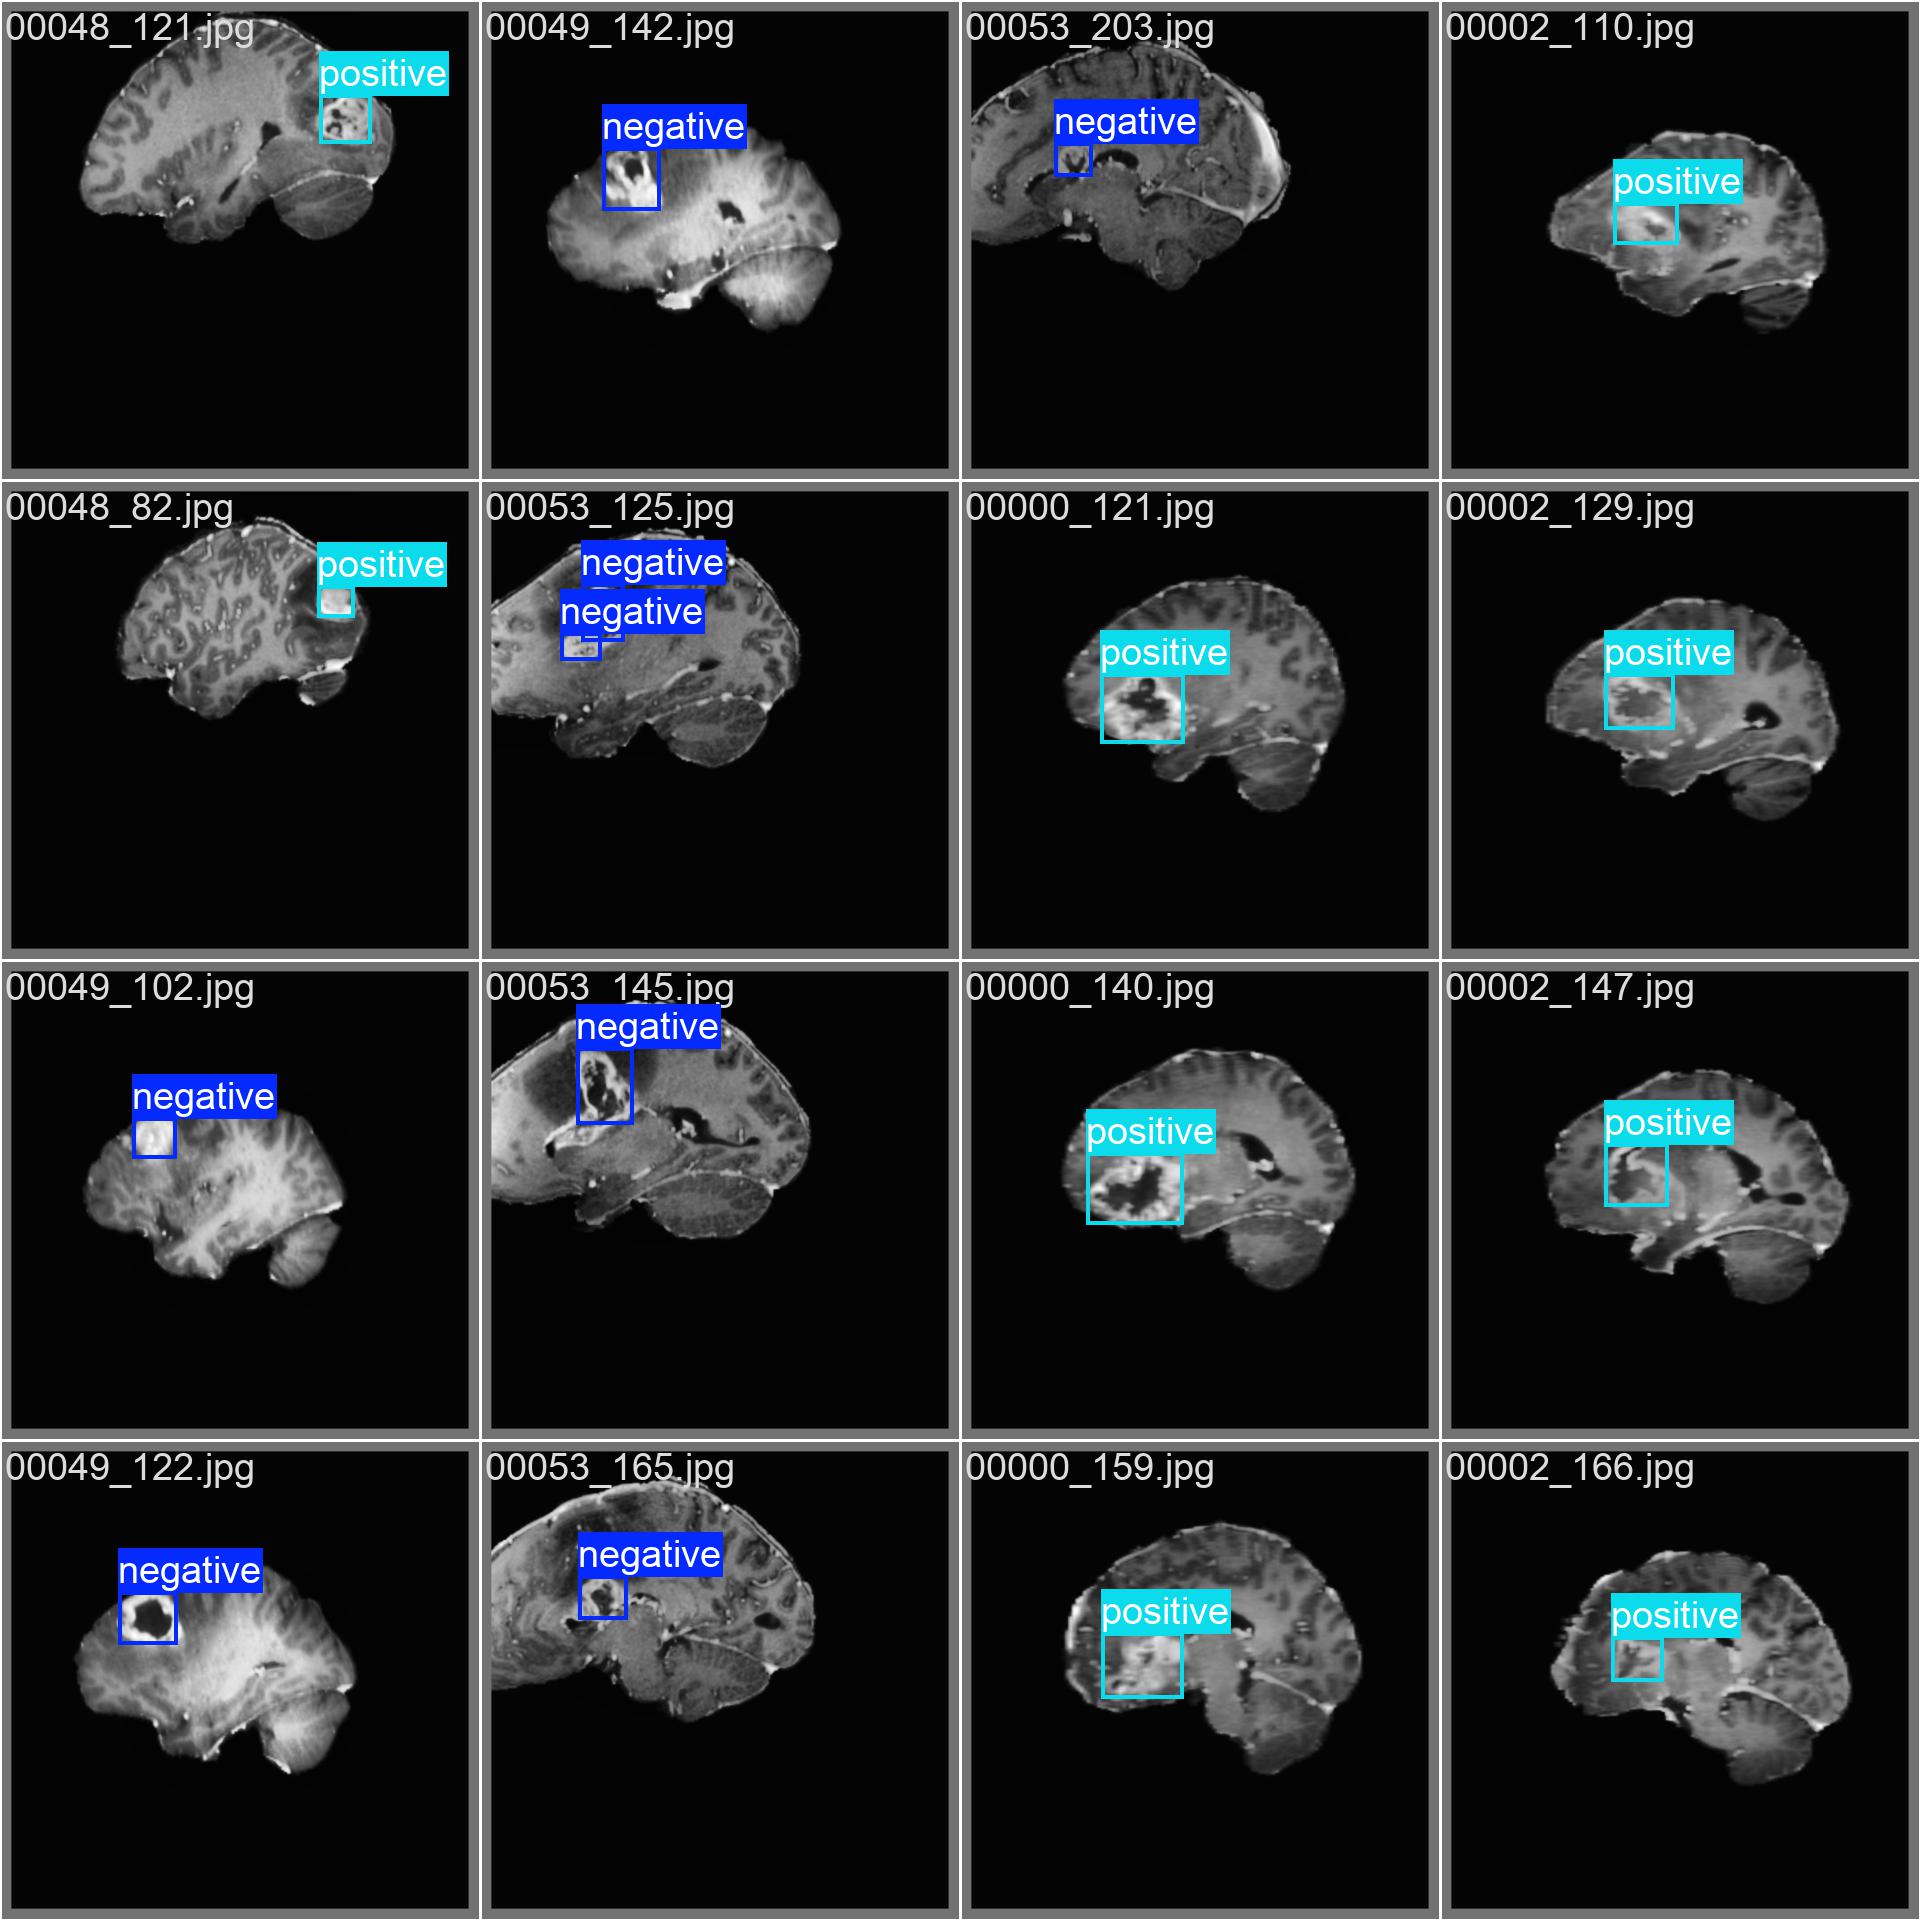 00048_121.jpg
positive
00049_142.jpg
negative
00053_203.jpg
negative
00002_110.jpg
positive
00048_82.jpg
positive
00053_125.jpg
negative
negative
00000_121.jpg
positive
00002_129.jpg
positive
00049_102.jpg
negative
00053_145.jpg
negative
00000_140.jpg
positive
00002_147.jpg
positive
00049_122.jpg
negative
00053_165.jpg
negative
00000_159.jpg
positive
00002_166.jpg
positive